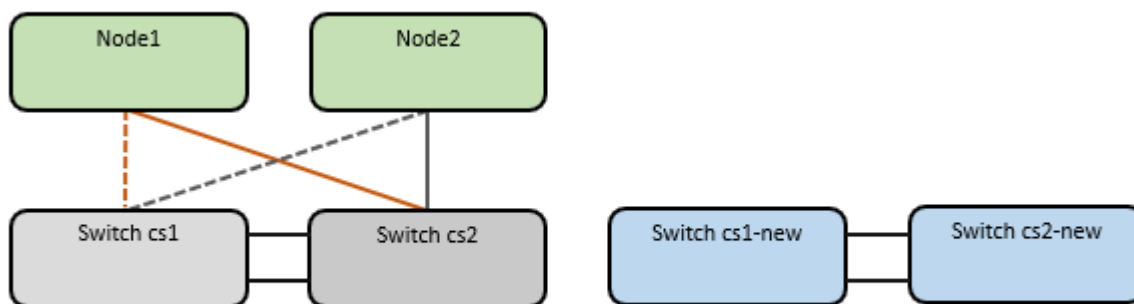 Node1
Node2
Switch cs1
Switch cs2
Switch cs1-new
Switch cs2-new